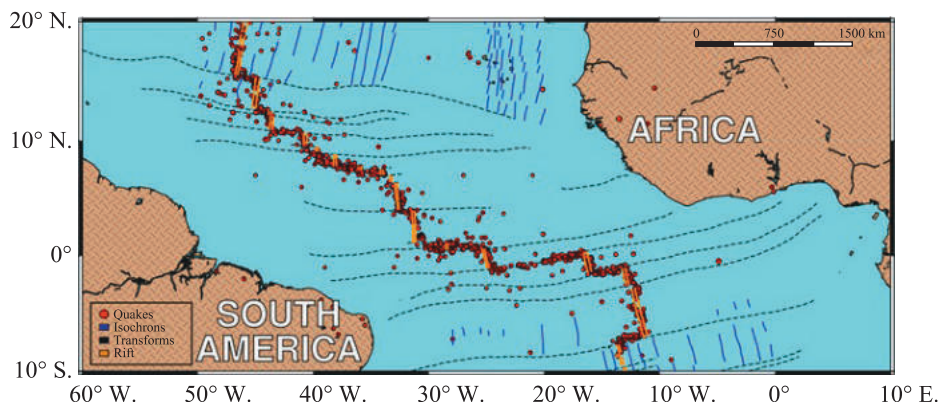 20° N.
0 750 1500 km
AFRICA
10° N.
0°
Quakes
Isochrons
Transforms
Rift
SOUTH
AMERICA
10° S.
60° W. 50° W. 40° W. 30° W. 20° W. 10° W. 0° 10° E.